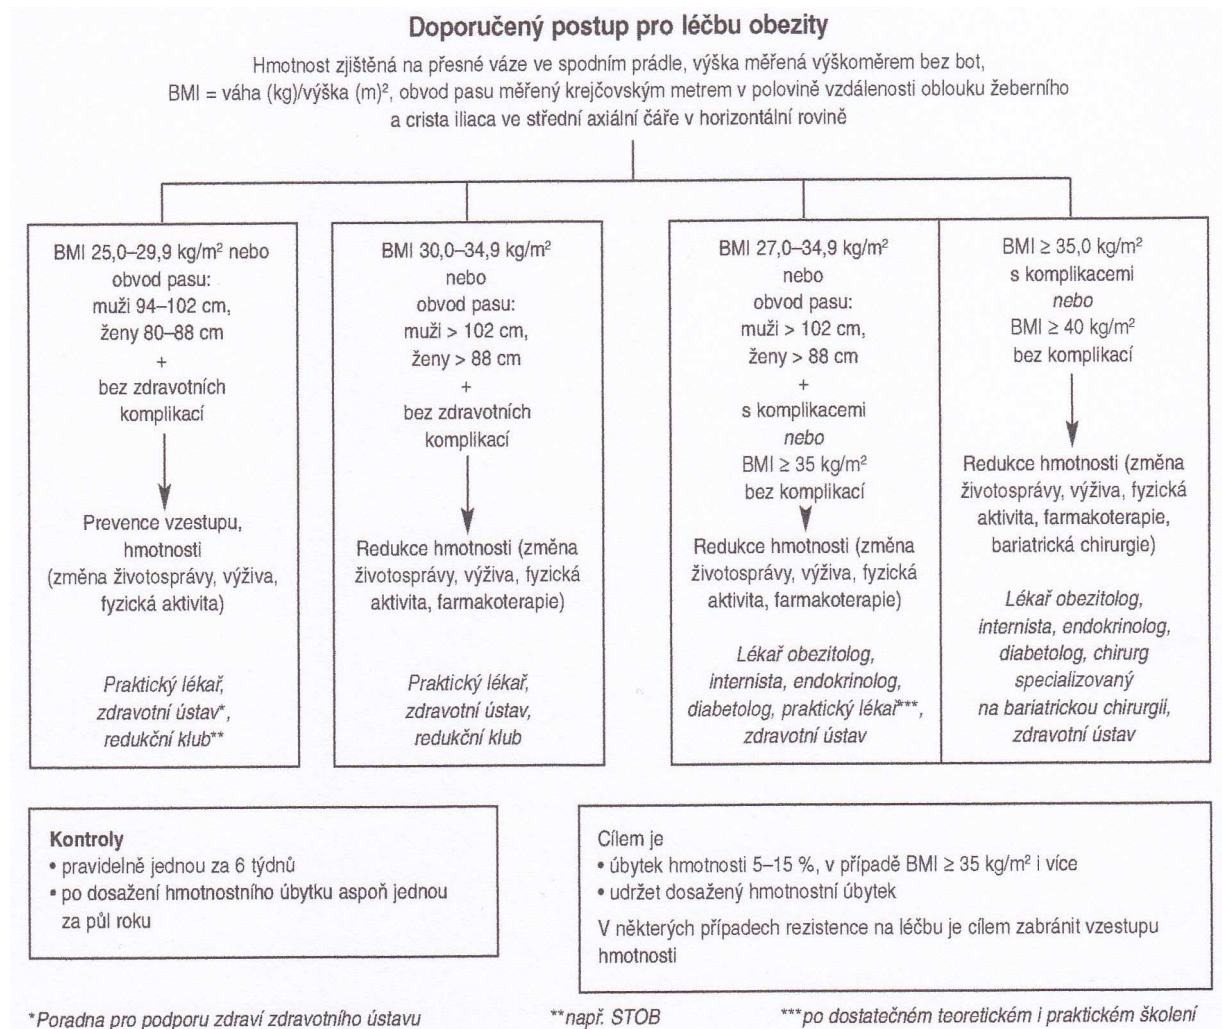 Doporučený postup pro léčbu obezity
Hmotnost zjištěná na přesné váze ve spodním prádle, výška měřená výškoměrem bez bot,
BMI = váha (kg)/výška (m)², obvod pasu měřený krejčovským metrem v polovině vzdálenosti oblouku žeberního
a crista iliaca ve střední axiální čáře v horizontální rovině
BMI 25,0–29,9 kg/m² nebo
obvod pasu:
muži 94–102 cm,
ženy 80–88 cm
+
bez zdravotních
komplikací
Prevence vzestupu,
hmotnosti
(změna životosprávy, výživa,
fyzická aktivita)
Praktický lékař,
zdravotní ústav*,
redukční klub**
BMI 30,0–34,9 kg/m²
nebo
obvod pasu:
muži > 102 cm,
ženy > 88 cm
+
bez zdravotních
komplikací
Redukce hmotnosti (změna
životosprávy, výživa, fyzická
aktivita, farmakoterapie)
Praktický lékař,
zdravotní ústav,
redukční klub
BMI 27,0–34,9 kg/m²
nebo
obvod pasu:
muži > 102 cm,
ženy > 88 cm
+
s komplikacemi
nebo
BMI ≥ 35 kg/m²
bez komplikací
Redukce hmotnosti (změna
životosprávy, výživa, fyzická
aktivita, farmakoterapie)
Lékař obezitolog,
internista, endokrinolog,
diabetolog, praktický lékař***,
zdravotní ústav
BMI ≥ 35,0 kg/m²
s komplikacemi
nebo
BMI ≥ 40 kg/m²
bez komplikací
Redukce hmotnosti (změna
životosprávy, výživa, fyzická
aktivita, farmakoterapie,
bariatrická chirurgie)
Lékař obezitolog,
internista, endokrinolog,
diabetolog, chirurg
specializovaný
na bariatrickou chirurgii,
zdravotní ústav
Kontroly
• pravidelně jednou za 6 týdnů
• po dosažení hmotnostního úbytku aspoň jednou
za půl roku
Cílem je
• úbytek hmotnosti 5–15 %, v případě BMI ≥ 35 kg/m² i více
• udržet dosažený hmotnostní úbytek
V některých případech rezistence na léčbu je cílem zabránit vzestupu
hmotnosti
*Poradna pro podporu zdraví zdravotního ústavu
**např. STOB
***po dostatečném teoretickém i praktickém školení